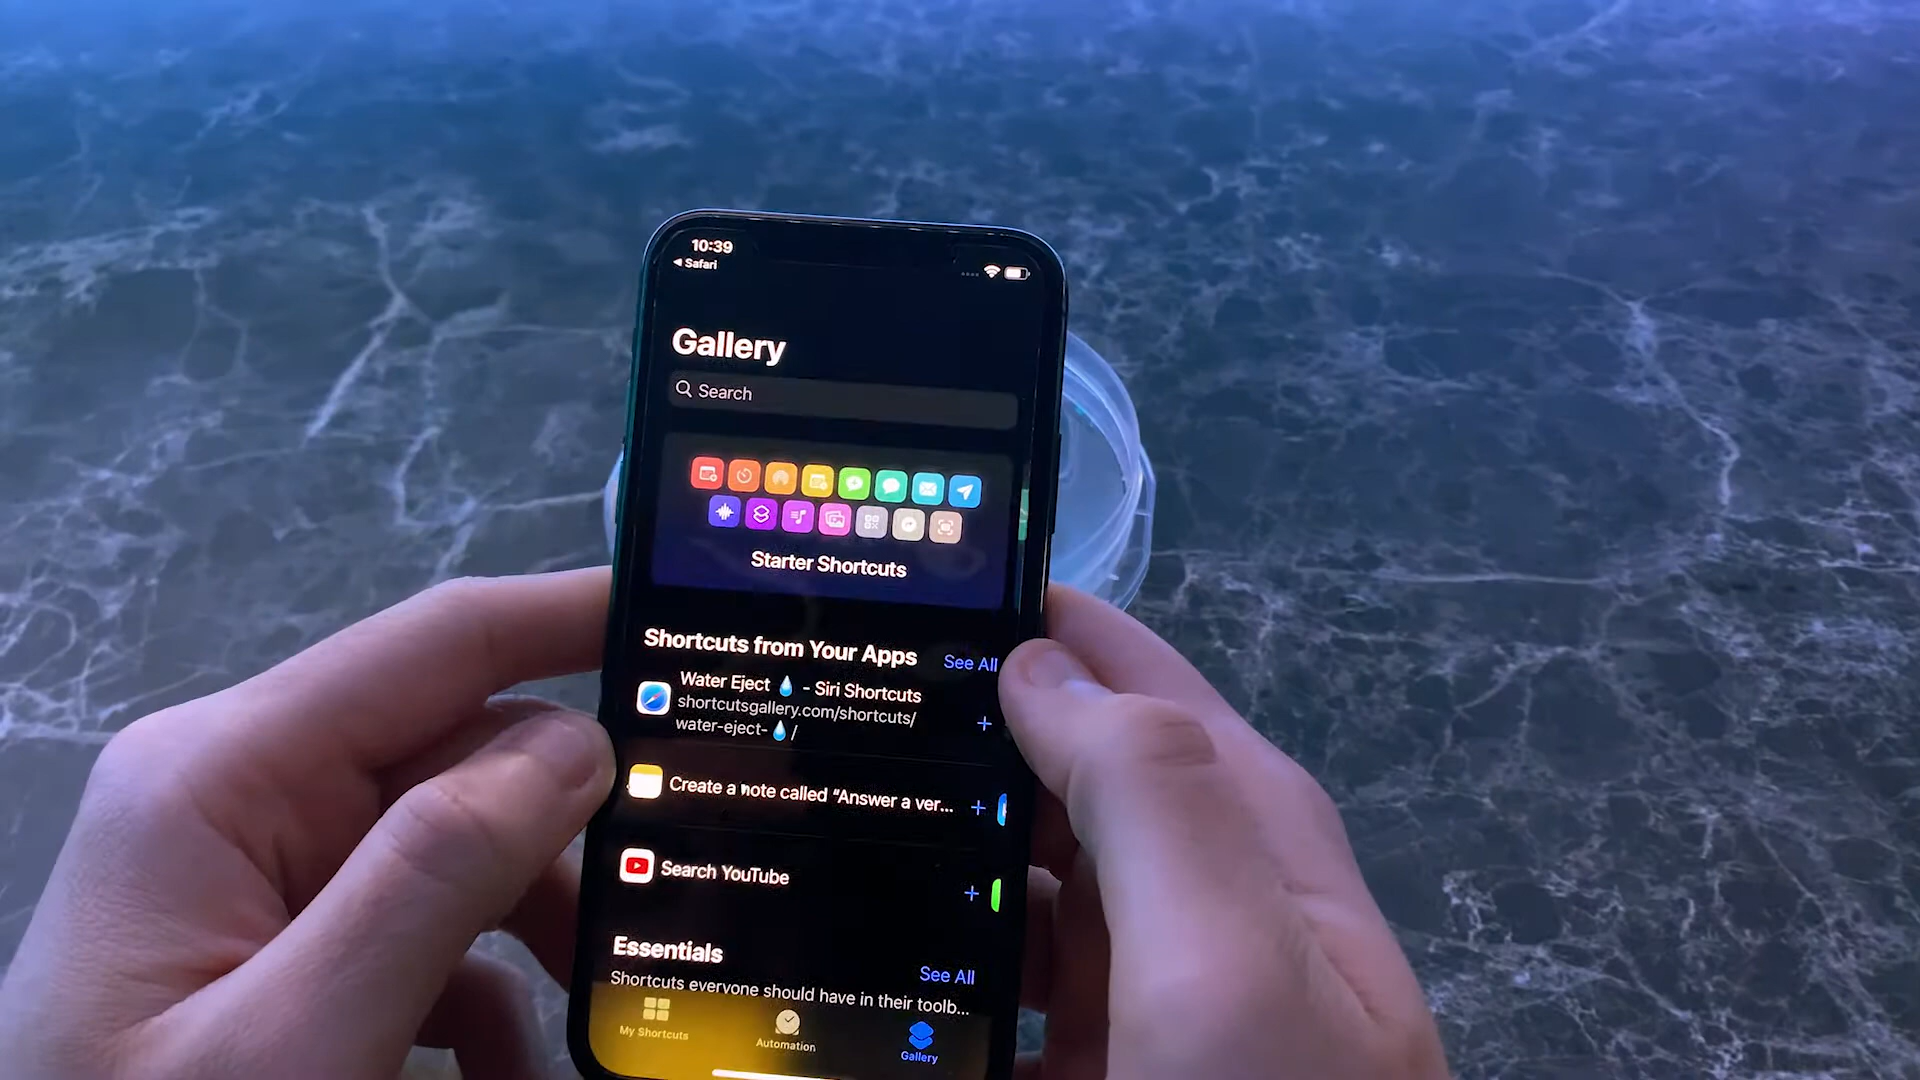 10:39
◀ Safari
Gallery
Search
Starter Shortcuts
Shortcuts from Your Apps
See All
Water Eject 💧 - Siri Shortcuts
shortcutsgallery.com/shortcuts/
water-eject-💧/
Create a note called “Answer a ver...
Search YouTube
Essentials
See All
Shortcuts everyone should have in their toolb...
My Shortcuts
Automation
Gallery